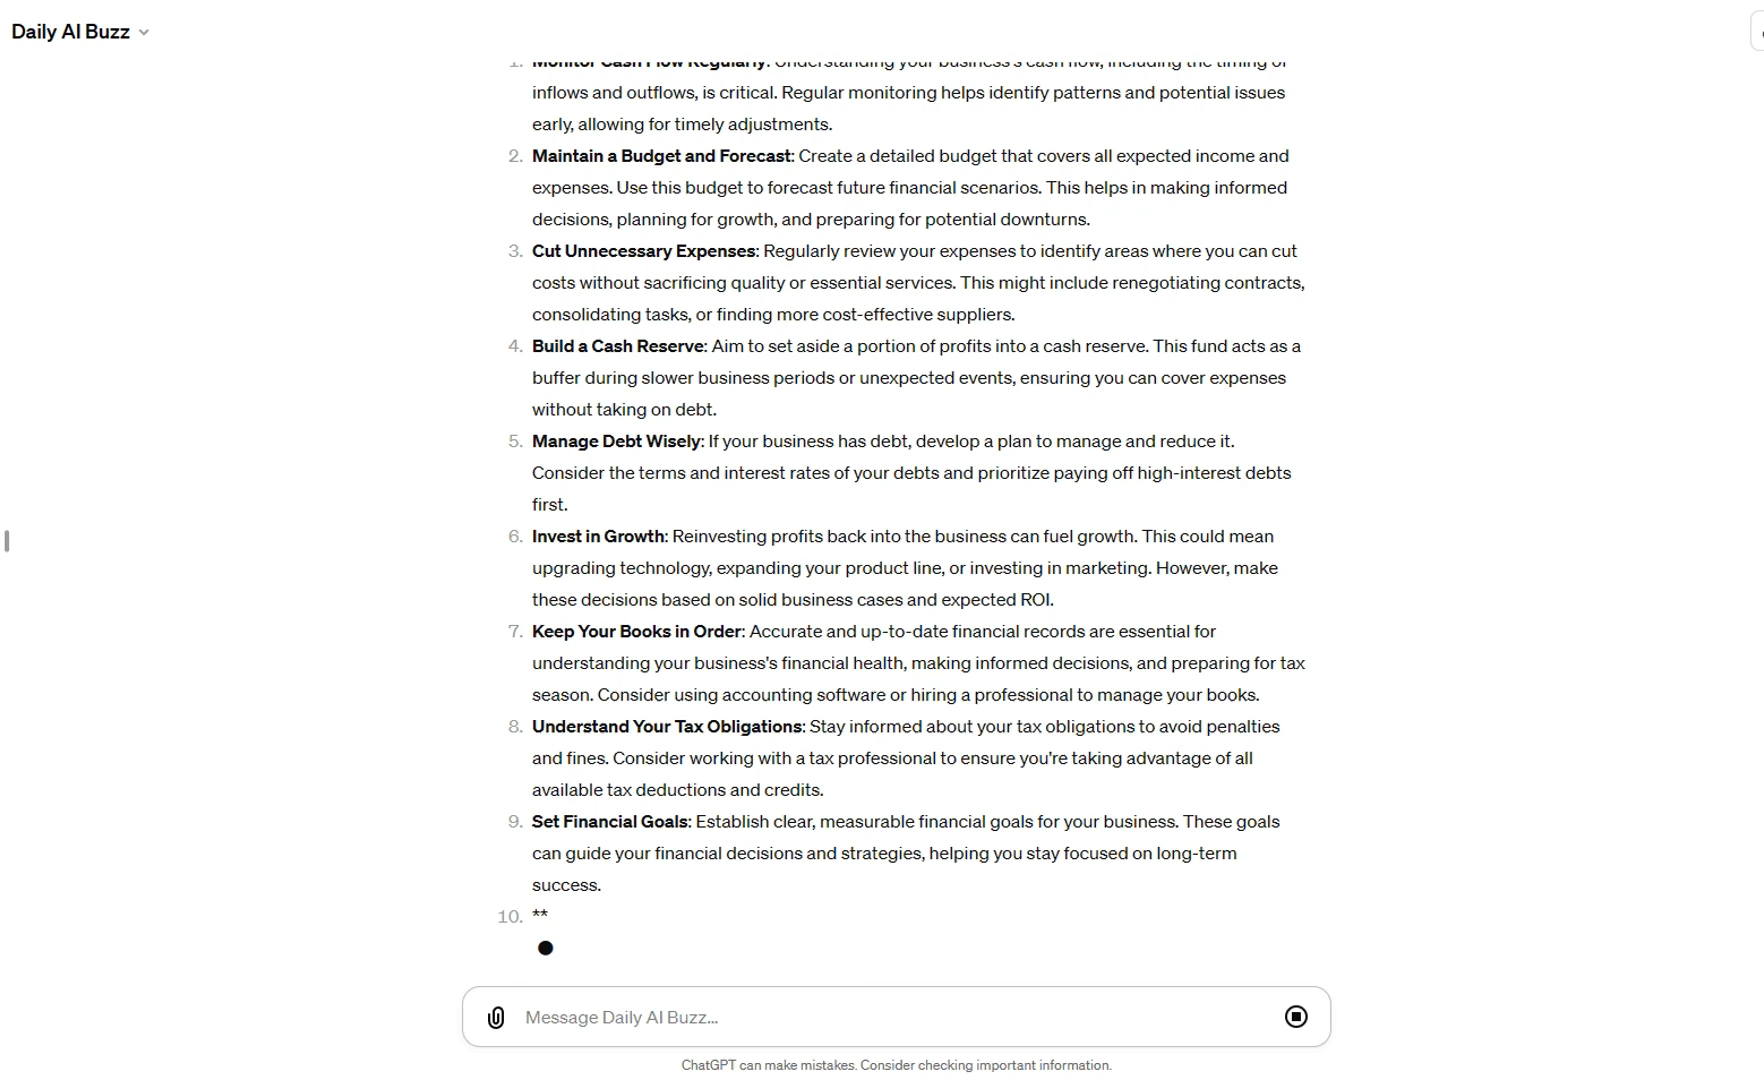 Daily AI Buzz
1. Monitor Cash Flow Regularly: Understanding your business's cash flow, including the timing of
inflows and outflows, is critical. Regular monitoring helps identify patterns and potential issues
early, allowing for timely adjustments.
2. Maintain a Budget and Forecast: Create a detailed budget that covers all expected income and
expenses. Use this budget to forecast future financial scenarios. This helps in making informed
decisions, planning for growth, and preparing for potential downturns.
3. Cut Unnecessary Expenses: Regularly review your expenses to identify areas where you can cut
costs without sacrificing quality or essential services. This might include renegotiating contracts,
consolidating tasks, or finding more cost-effective suppliers.
4. Build a Cash Reserve: Aim to set aside a portion of profits into a cash reserve. This fund acts as a
buffer during slower business periods or unexpected events, ensuring you can cover expenses
without taking on debt.
5. Manage Debt Wisely: If your business has debt, develop a plan to manage and reduce it.
Consider the terms and interest rates of your debts and prioritize paying off high-interest debts
first.
6. Invest in Growth: Reinvesting profits back into the business can fuel growth. This could mean
upgrading technology, expanding your product line, or investing in marketing. However, make
these decisions based on solid business cases and expected ROI.
7. Keep Your Books in Order: Accurate and up-to-date financial records are essential for
understanding your business's financial health, making informed decisions, and preparing for tax
season. Consider using accounting software or hiring a professional to manage your books.
8. Understand Your Tax Obligations: Stay informed about your tax obligations to avoid penalties
and fines. Consider working with a tax professional to ensure you're taking advantage of all
available tax deductions and credits.
9. Set Financial Goals: Establish clear, measurable financial goals for your business. These goals
can guide your financial decisions and strategies, helping you stay focused on long-term
success.
10. **
Message Daily AI Buzz...
ChatGPT can make mistakes. Consider checking important information.